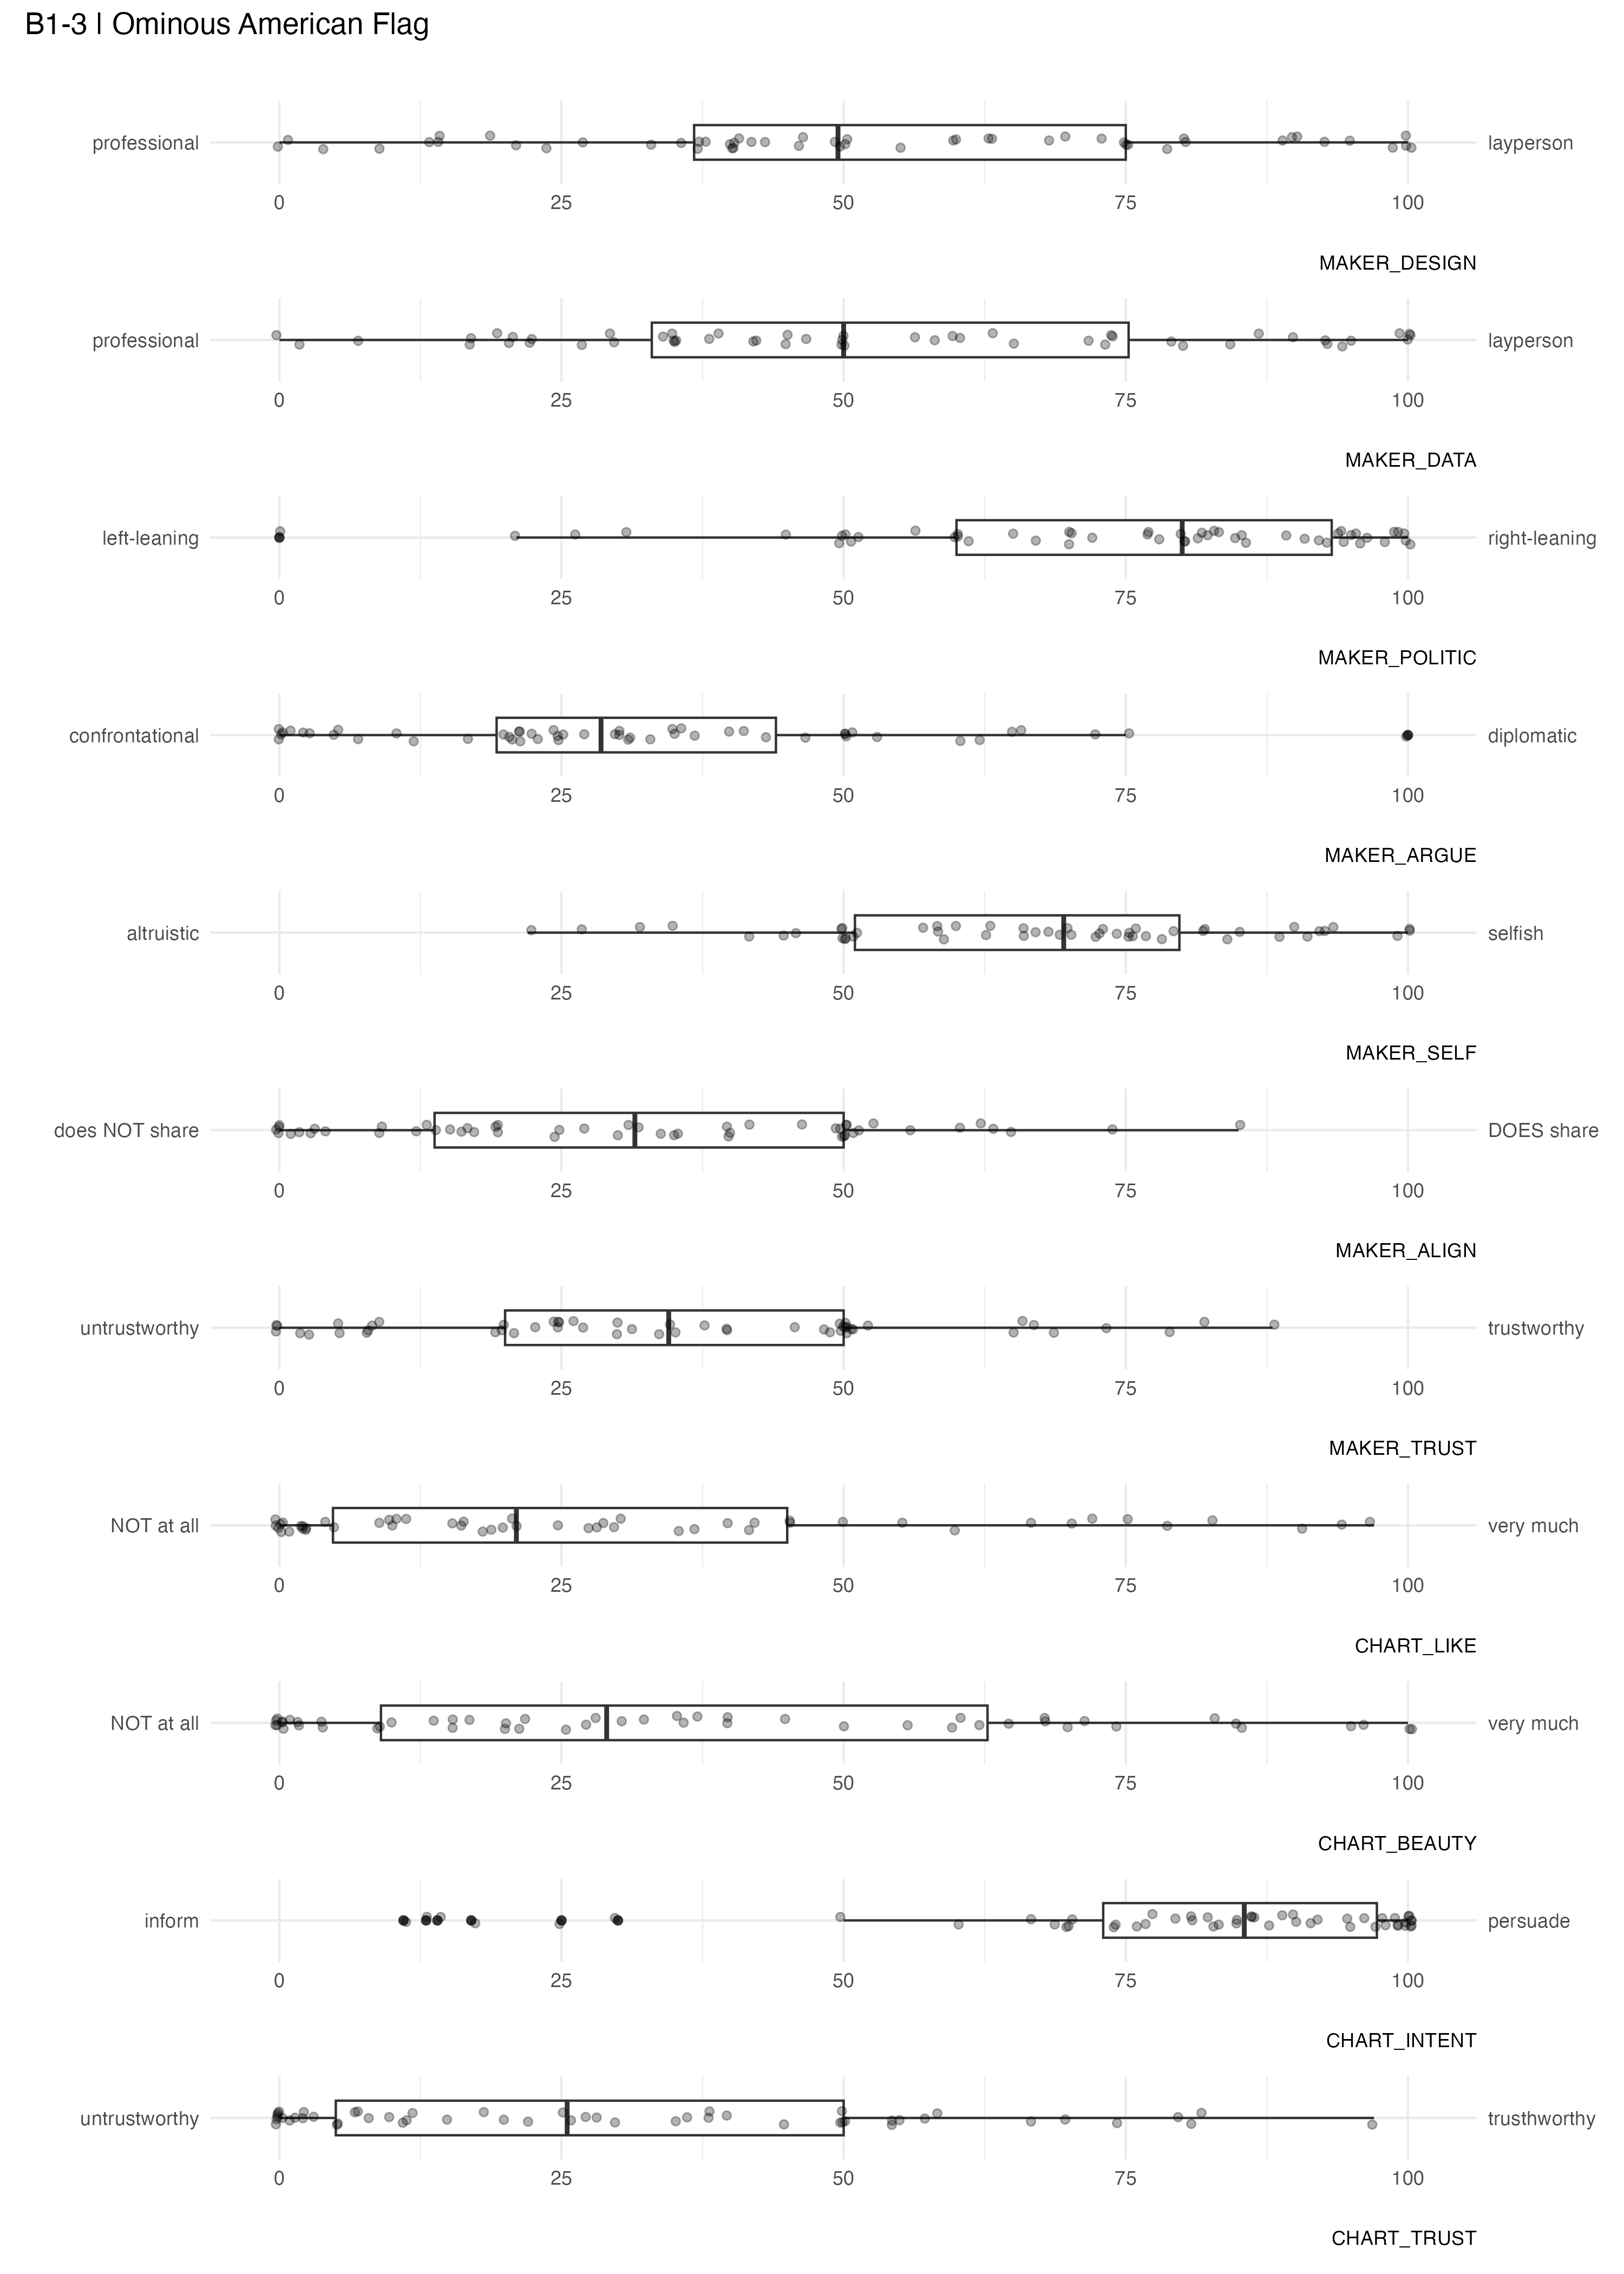 B1-3 | Ominous American Flag
professional layperson
0 25 50 75 100
MAKER_DESIGN
professional layperson
0 25 50 75 100
MAKER_DATA
left-leaning right-leaning
0 25 50 75 100
MAKER_POLITIC
confrontational diplomatic
0 25 50 75 100
MAKER_ARGUE
altruistic selfish
0 25 50 75 100
MAKER_SELF
does NOT share DOES share
0 25 50 75 100
MAKER_ALIGN
untrustworthy trustworthy
0 25 50 75 100
MAKER_TRUST
NOT at all very much
0 25 50 75 100
CHART_LIKE
NOT at all very much
0 25 50 75 100
CHART_BEAUTY
inform persuade
0 25 50 75 100
CHART_INTENT
untrustworthy trusthworthy
0 25 50 75 100
CHART_TRUST